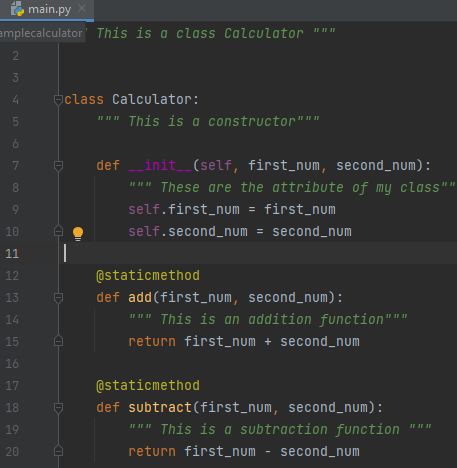 main.py
amplecalculator
This is a class Calculator """
2
3
4 class Calculator:
5 """ This is a constructor"""
6
7 def __init__(self, first_num, second_num):
8 """ These are the attribute of my class""
9 self.first_num = first_num
10 self.second_num = second_num
11
12 @staticmethod
13 def add(first_num, second_num):
14 """ This is an addition function"""
15 return first_num + second_num
16
17 @staticmethod
18 def subtract(first_num, second_num):
19 """ This is a subtraction function """
20 return first_num - second_num